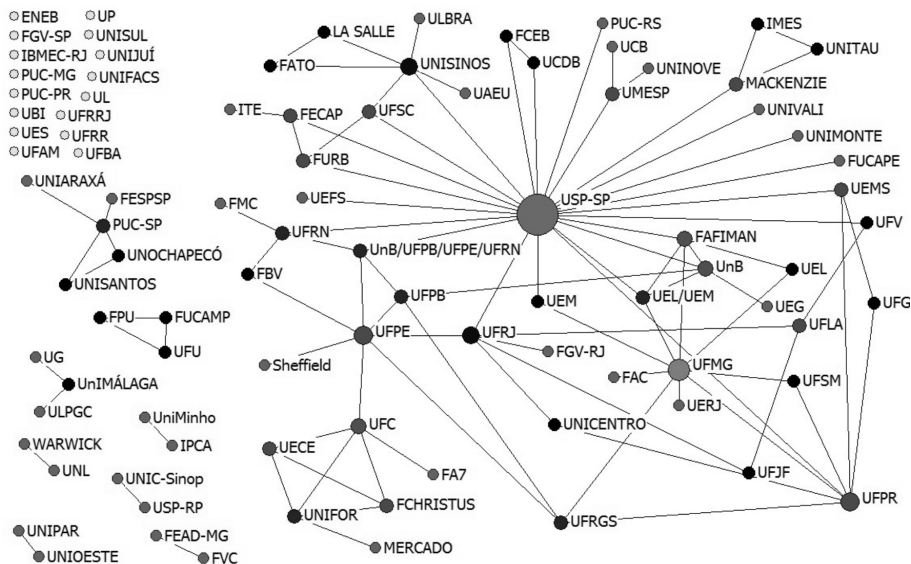 ENEB
UP
FGV-SP
UNISUL
IBMEC-RJ
UNIJUÍ
PUC-MG
UNIFACS
PUC-PR
UL
UBI
UFRRJ
UES
UFRR
UFAM
UFBA
LA SALLE
ULBRA
FATO
UNISINOS
UAEU
FCEB
UCDB
PUC-RS
UCB
UNINOVE
UMESP
IMES
UNITAU
MACKENZIE
ITE
FECAP
UFSC
FURB
UNIVALI
UNIMONTE
FUCAPE
UNIARAXÁ
FESPSP
PUC-SP
UNOCHAPECÓ
UNISANTOS
FMC
UEFS
USP-SP
UEMS
UFRN
UnB/UFPB/UFPE/UFRN
FAFIMAN
UFV
FBV
UnB
UEL
UFPB
UEM
UEL/UEM
UEG
UFG
FPU
FUCAMP
UFU
UFPE
UFRJ
UFLA
Sheffield
FGV-RJ
UFMG
FAC
UFSM
UERJ
UG
UnIMÁLAGA
ULPGC
UniMinho
IPCA
UFC
UNICENTRO
WARWICK
UNL
UECE
FA7
UFJF
UNIC-Sinop
USP-RP
UNIFOR
FCHRISTUS
UFRGS
UFPR
UNIPAR
UNIOESTE
FEAD-MG
FVC
MERCADO